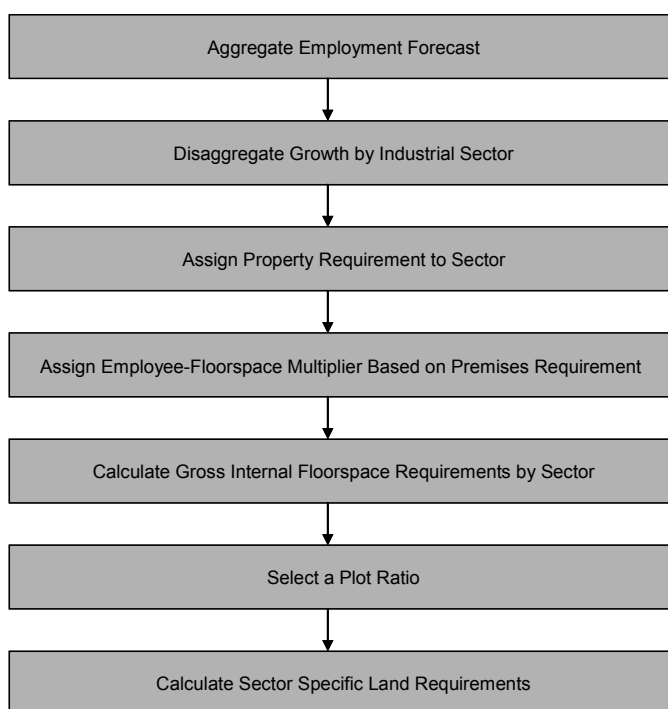 Aggregate Employment Forecast
Disaggregate Growth by Industrial Sector
Assign Property Requirement to Sector
Assign Employee-Floorspace Multiplier Based on Premises Requirement
Calculate Gross Internal Floorspace Requirements by Sector
Select a Plot Ratio
Calculate Sector Specific Land Requirements